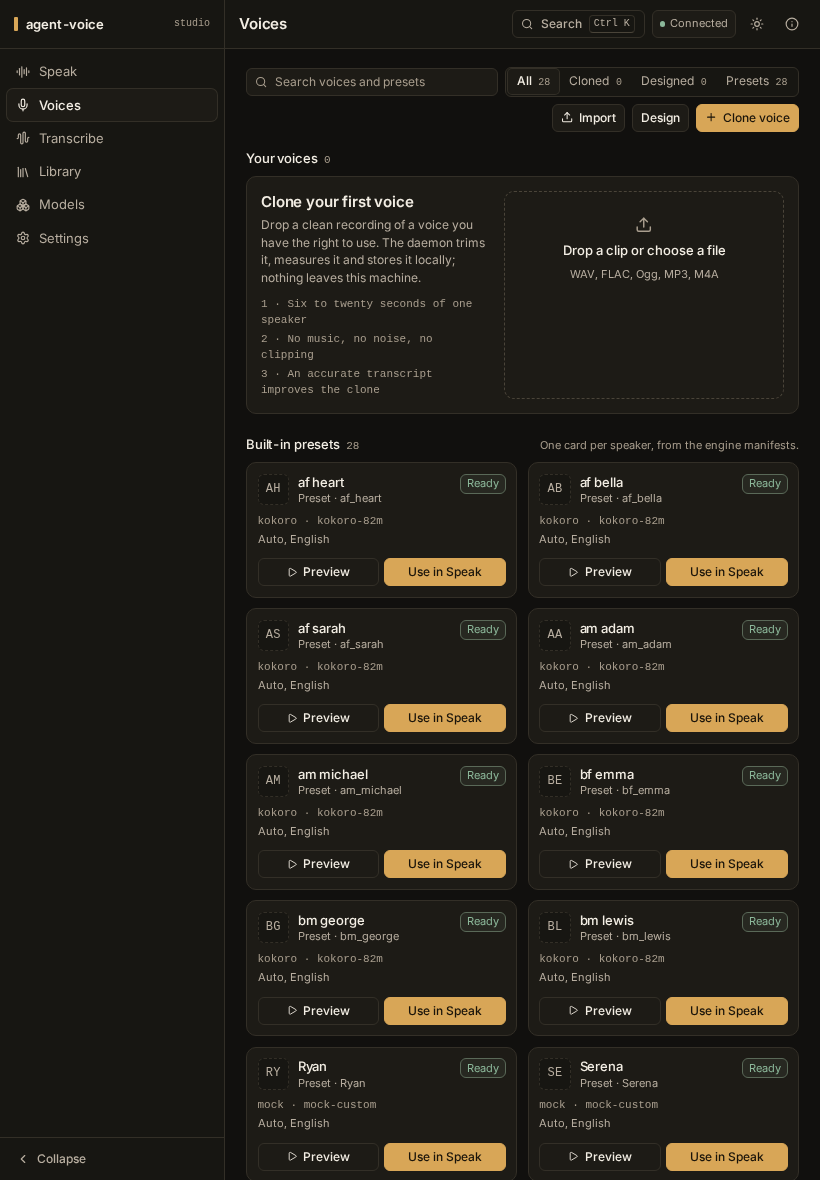 agent-voice
studio
Voices
Search Ctrl K
Connected
Speak
Voices
Transcribe
Library
Models
Settings
Collapse
Search voices and presets
All 28 Cloned 0 Designed 0 Presets 28
Import Design Clone voice
Your voices 0
Clone your first voice
Drop a clean recording of a voice you
have the right to use. The daemon trims
it, measures it and stores it locally;
nothing leaves this machine.
1 · Six to twenty seconds of one
speaker
2 · No music, no noise, no
clipping
3 · An accurate transcript
improves the clone
Drop a clip or choose a file
WAV, FLAC, Ogg, MP3, M4A
Built-in presets 28
One card per speaker, from the engine manifests.
AH af heart Ready
Preset · af_heart
kokoro · kokoro-82m
Auto, English
Preview Use in Speak
AB af bella Ready
Preset · af_bella
kokoro · kokoro-82m
Auto, English
Preview Use in Speak
AS af sarah Ready
Preset · af_sarah
kokoro · kokoro-82m
Auto, English
Preview Use in Speak
AA am adam Ready
Preset · am_adam
kokoro · kokoro-82m
Auto, English
Preview Use in Speak
AM am michael Ready
Preset · am_michael
kokoro · kokoro-82m
Auto, English
Preview Use in Speak
BE bf emma Ready
Preset · bf_emma
kokoro · kokoro-82m
Auto, English
Preview Use in Speak
BG bm george Ready
Preset · bm_george
kokoro · kokoro-82m
Auto, English
Preview Use in Speak
BL bm lewis Ready
Preset · bm_lewis
kokoro · kokoro-82m
Auto, English
Preview Use in Speak
RY Ryan Ready
Preset · Ryan
mock · mock-custom
Auto, English
Preview Use in Speak
SE Serena Ready
Preset · Serena
mock · mock-custom
Auto, English
Preview Use in Speak